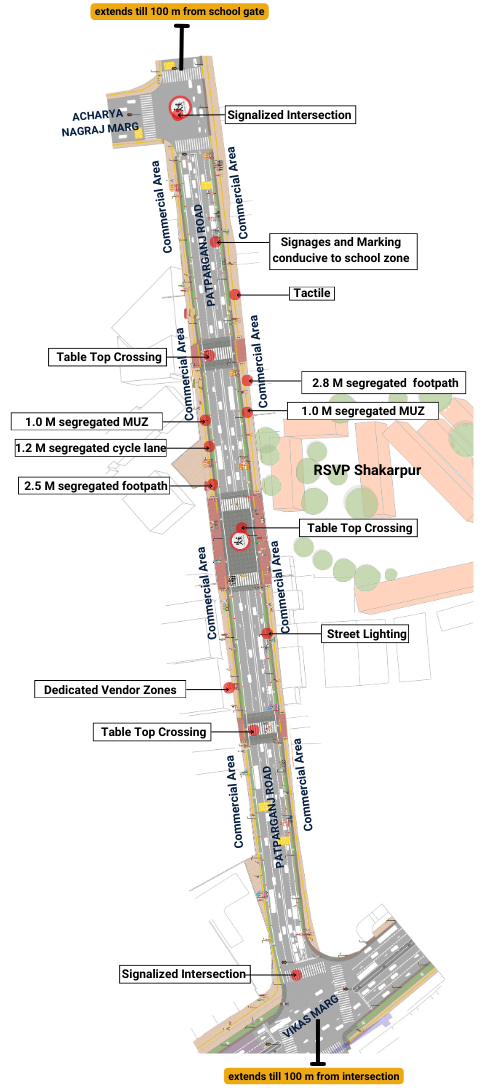 extends till 100 m from school gate
ACHARYA
NAGRAJ MARG
Signalized Intersection
Commercial Area
Commercial Area
PATPARGANJ ROAD
Signages and Marking
conducive to school zone
Tactile
Commercial Area
Commercial Area
Table Top Crossing
2.8 M segregated footpath
1.0 M segregated MUZ
1.0 M segregated MUZ
1.2 M segregated cycle lane
RSVP Shakarpur
2.5 M segregated footpath
Table Top Crossing
Commercial Area
Commercial Area
Street Lighting
Dedicated Vendor Zones
Table Top Crossing
Commercial Area
Commercial Area
PATPARGANJ ROAD
Signalized Intersection
VIKAS MARG
extends till 100 m from intersection